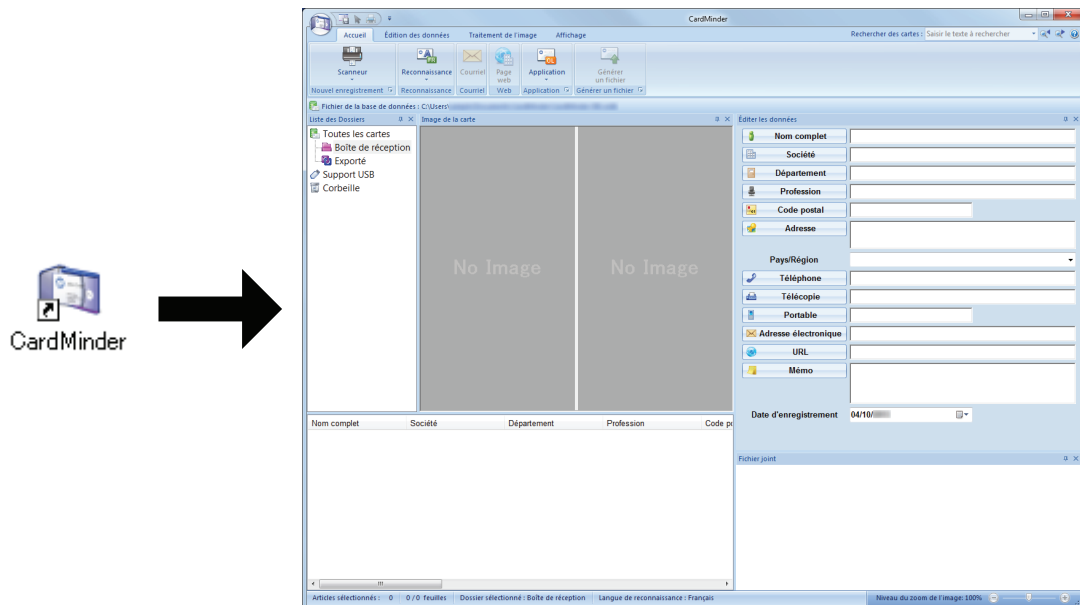 CardMinder
CardMinder
Accueil Édition des données Traitement de l'image Affichage Rechercher des cartes : Saisir le texte à rechercher
Scanneur Reconnaissance Courriel Page web Application Générer un fichier
Nouvel enregistrement Reconnaissance Courriel Web Application Générer un fichier
Fichier de la base de données : C:\Users\
Liste des Dossiers Image de la carte Éditer les données
Toutes les cartes
Boîte de réception
Exporté
Support USB
Corbeille
No Image No Image
Nom complet
Société
Département
Profession
Code postal
Adresse
Pays/Région
Téléphone
Télécopie
Portable
Adresse électronique
URL
Mémo
Date d'enregistrement 04/10/
Nom complet Société Département Profession Code
Fichier joint
Articles sélectionnés : 0 0 / 0 feuilles Dossier sélectionné : Boîte de réception Langue de reconnaissance : Français Niveau du zoom de l'image: 100%